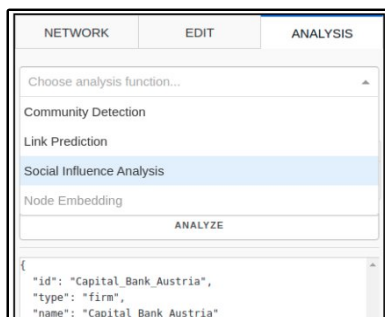 NETWORK EDIT ANALYSIS
Choose analysis function...
Community Detection
Link Prediction
Social Influence Analysis
Node Embedding
ANALYZE
{
"id": "Capital_Bank_Austria",
"type": "firm",
"name": "Capital Bank Austria"